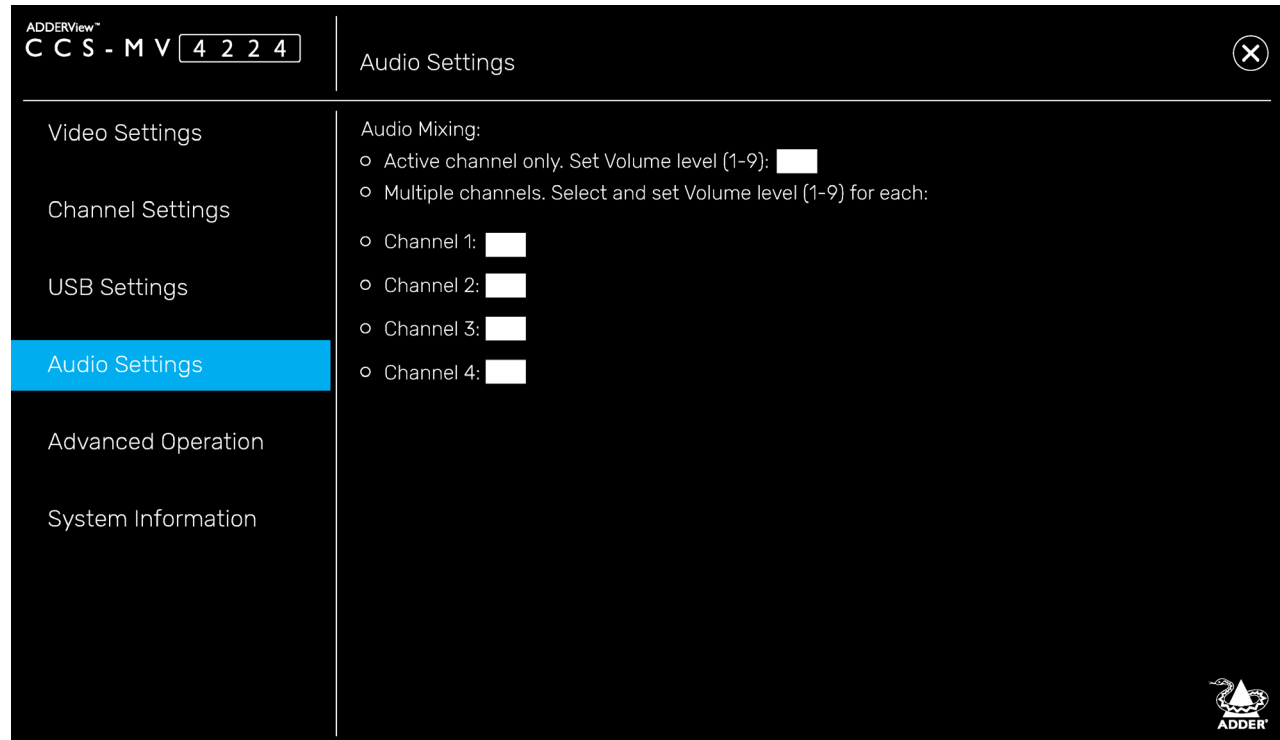 ADDERView™
CCS-MV 4224
Audio Settings
Video Settings
Channel Settings
USB Settings
Audio Settings
Advanced Operation
System Information
Audio Mixing:
Active channel only. Set Volume level (1-9):
Multiple channels. Select and set Volume level (1-9) for each:
Channel 1:
Channel 2:
Channel 3:
Channel 4:
ADDER®